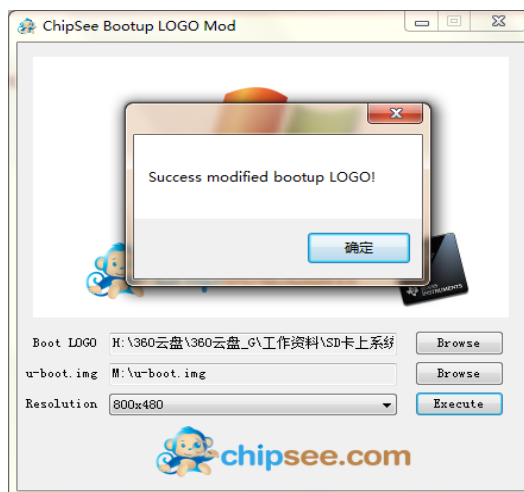 ChipSee Bootup LOGO Mod
Success modified bootup LOGO!
确定
INSTRUMENTS
Boot LOGO H:\360云盘\360云盘_G\工作资料\SD卡上系统 Browse
u-boot.img M:\u-boot.img Browse
Resolution 800x480 Execute
chipsee.com